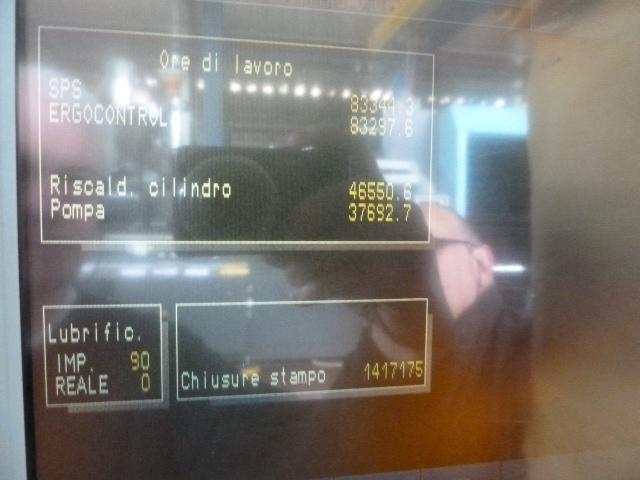 Ore di lavoro
SPS 83344.3
ERGOCONTROL 83297.6
Riscald. cilindro 46550.6
Pompa 37692.7
Lubrific.
IMP. 90
REALE 0
Chiusure stampo 1417175